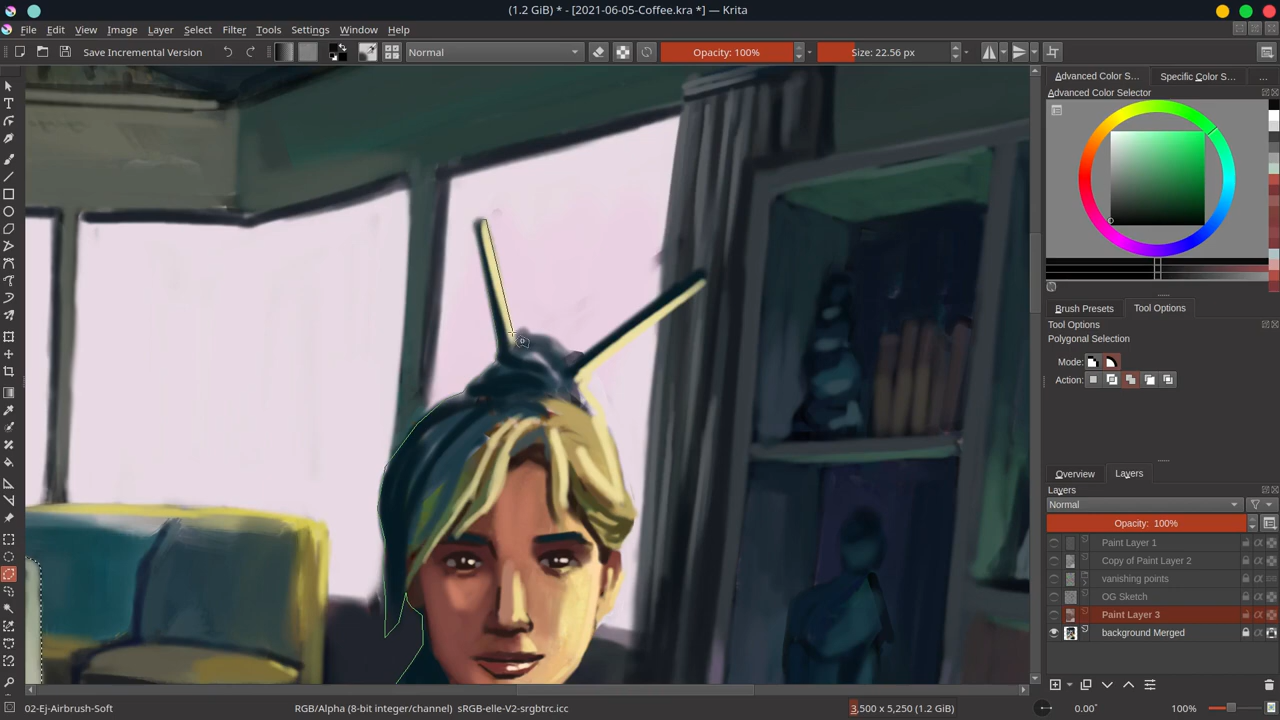 (1.2 GiB) * - [2021-06-05-Coffee.kra *] — Krita
File Edit View Image Layer Select Filter Tools Settings Window Help
Save Incremental Version
Normal
Opacity: 100%
Size: 22.56 px
Advanced Color S...
Specific Color S...
...
Advanced Color Selector
Brush Presets
Tool Options
Tool Options
Polygonal Selection
Mode:
Action:
Overview
Layers
Layers
Normal
Opacity: 100%
Paint Layer 1
Copy of Paint Layer 2
vanishing points
OG Sketch
Paint Layer 3
background Merged
02-Ej-Airbrush-Soft
RGB/Alpha (8-bit integer/channel) sRGB-elle-V2-srgbtrc.icc
3,500 x 5,250 (1.2 GiB)
0.00°
100%